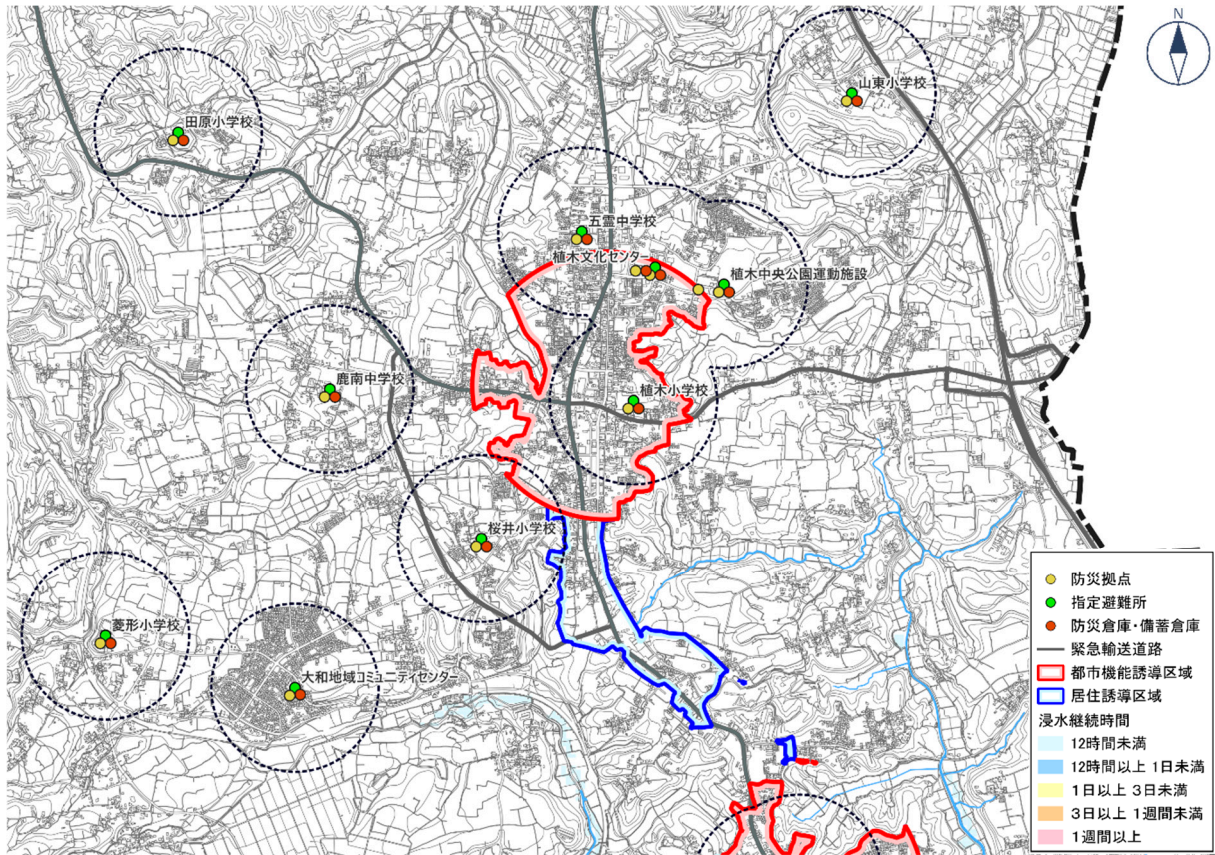 N
山東小学校
田原小学校
五霊中学校
植木文化センター
植木中央公園運動施設
鹿南中学校
植木小学校
桜井小学校
菱形小学校
大和地域コミュニティセンター
防災拠点
指定避難所
防災倉庫・備蓄倉庫
緊急輸送道路
都市機能誘導区域
居住誘導区域
浸水継続時間
12時間未満
12時間以上 1日未満
1日以上 3日未満
3日以上 1週間未満
1週間以上